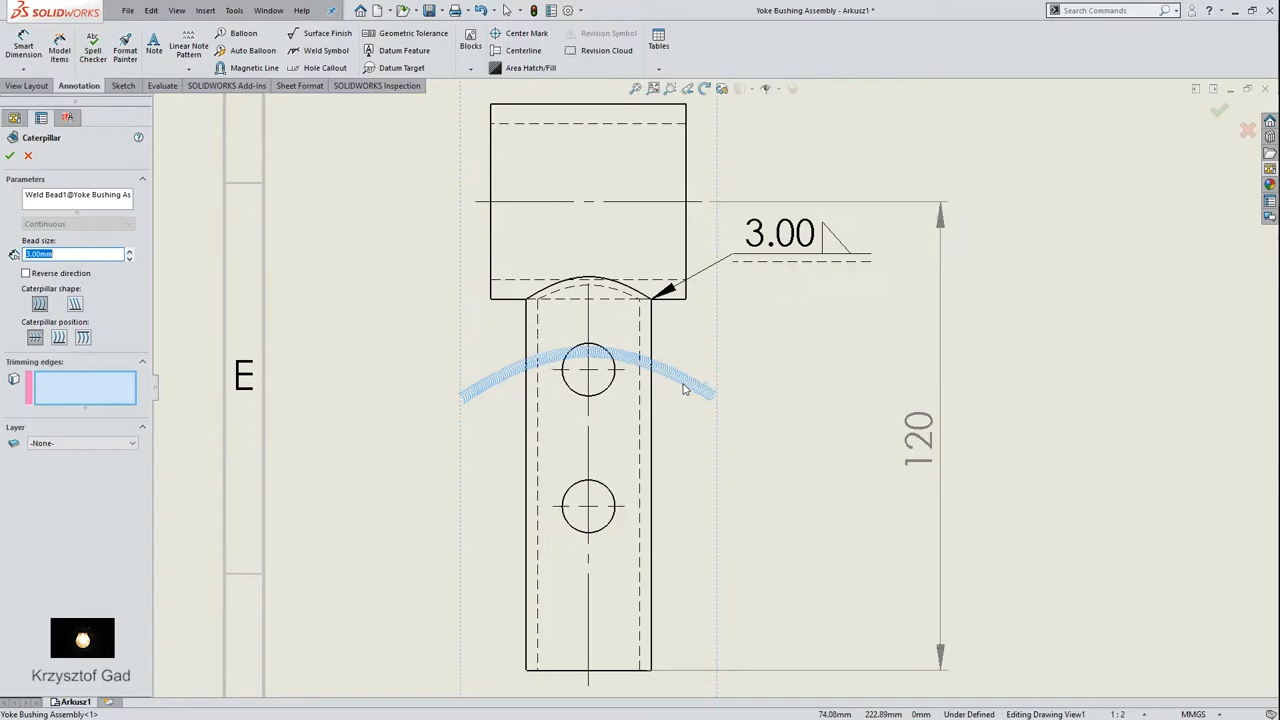 SOLIDWORKS
File Edit View Insert Tools Window Help
Yoke Bushing Assembly - Arkusz1 *
Search Commands
Smart Dimension
Model Items
Spell Checker
Format Painter
Note
Linear Note Pattern
Balloon
Auto Balloon
Magnetic Line
Surface Finish
Weld Symbol
Hole Callout
Geometric Tolerance
Datum Feature
Datum Target
Blocks
Center Mark
Centerline
Area Hatch/Fill
Revision Symbol
Revision Cloud
Tables
View Layout Annotation Sketch Evaluate SOLIDWORKS Add-Ins Sheet Format SOLIDWORKS Inspection
Caterpillar
Parameters
Weld Bead1@Yoke Bushing As
Continuous
Bead size:
3.00mm
Reverse direction
Caterpillar shape:
Caterpillar position:
Trimming edges:
Layer
-None-
E
3.00
120
Krzysztof Gad
Arkusz1
Yoke Bushing Assembly<1>
74.08mm 222.89mm 0mm Under Defined Editing Drawing View1 1 : 2 MMGS